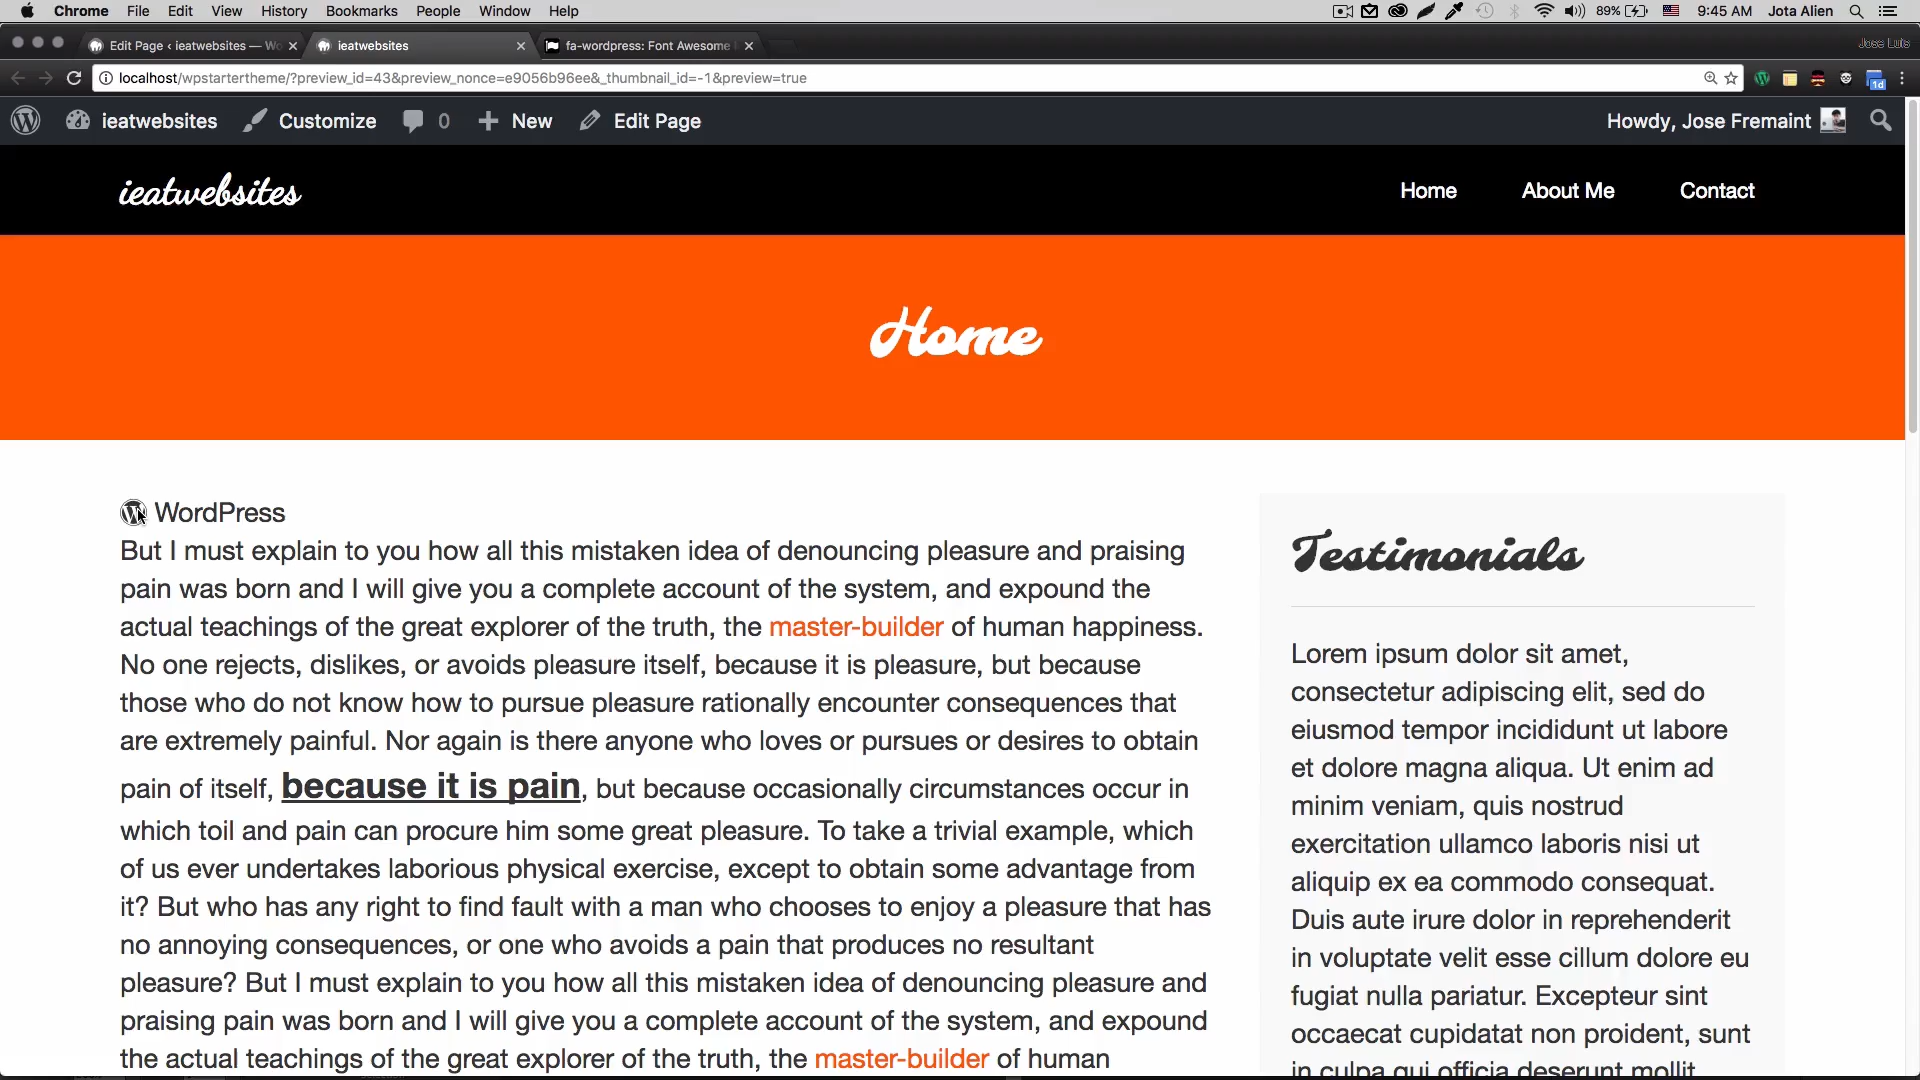 Chrome File Edit View History Bookmarks People Window Help 89% 9:45 AM Jota Alien
Edit Page ‹ ieatwebsites — Wo ieatwebsites fa-wordpress: Font Awesome Jose Luis
localhost/wpstartertheme/?preview_id=43&preview_nonce=e9056b96ee&_thumbnail_id=-1&preview=true 1d
ieatwebsites Customize 0 New Edit Page Howdy, Jose Fremaint
ieatwebsites Home About Me Contact
Home
WordPress
But I must explain to you how all this mistaken idea of denouncing pleasure and praising
pain was born and I will give you a complete account of the system, and expound the
actual teachings of the great explorer of the truth, the master-builder of human happiness.
No one rejects, dislikes, or avoids pleasure itself, because it is pleasure, but because
those who do not know how to pursue pleasure rationally encounter consequences that
are extremely painful. Nor again is there anyone who loves or pursues or desires to obtain
pain of itself, because it is pain, but because occasionally circumstances occur in
which toil and pain can procure him some great pleasure. To take a trivial example, which
of us ever undertakes laborious physical exercise, except to obtain some advantage from
it? But who has any right to find fault with a man who chooses to enjoy a pleasure that has
no annoying consequences, or one who avoids a pain that produces no resultant
pleasure? But I must explain to you how all this mistaken idea of denouncing pleasure and
praising pain was born and I will give you a complete account of the system, and expound
the actual teachings of the great explorer of the truth, the master-builder of human
Testimonials
Lorem ipsum dolor sit amet,
consectetur adipiscing elit, sed do
eiusmod tempor incididunt ut labore
et dolore magna aliqua. Ut enim ad
minim veniam, quis nostrud
exercitation ullamco laboris nisi ut
aliquip ex ea commodo consequat.
Duis aute irure dolor in reprehenderit
in voluptate velit esse cillum dolore eu
fugiat nulla pariatur. Excepteur sint
occaecat cupidatat non proident, sunt
in culpa qui officia deserunt mollit